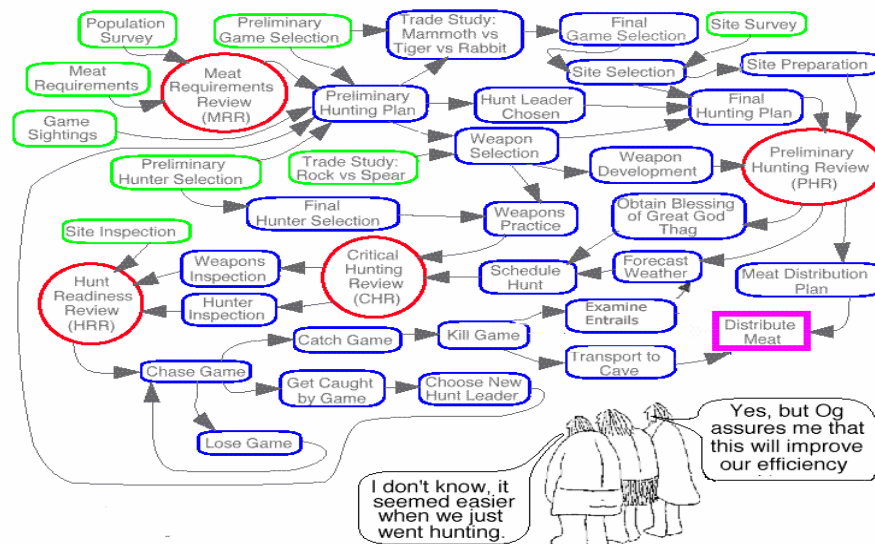 Population
Survey
Preliminary
Game Selection
Trade Study:
Mammoth vs
Tiger vs Rabbit
Final
Game Selection
Site Survey
Meat
Requirements
Meat
Requirements
Review
(MRR)
Site Selection
Site Preparation
Game
Sightings
Preliminary
Hunting Plan
Hunt Leader
Chosen
Final
Hunting Plan
Preliminary
Hunter Selection
Trade Study:
Rock vs Spear
Weapon
Selection
Weapon
Development
Preliminary
Hunting Review
(PHR)
Final
Hunter Selection
Weapons
Practice
Obtain Blessing
of Great God
Thag
Site Inspection
Weapons
Inspection
Critical
Hunting
Review
(CHR)
Schedule
Hunt
Forecast
Weather
Meat Distribution
Plan
Hunt
Readiness
Review
(HRR)
Hunter
Inspection
Examine
Entrails
Distribute
Meat
Catch Game
Kill Game
Transport to
Cave
Chase Game
Get Caught
by Game
Choose New
Hunt Leader
Lose Game
Yes, but Og
assures me that
this will improve
our efficiency
I don't know, it
seemed easier
when we just
went hunting.